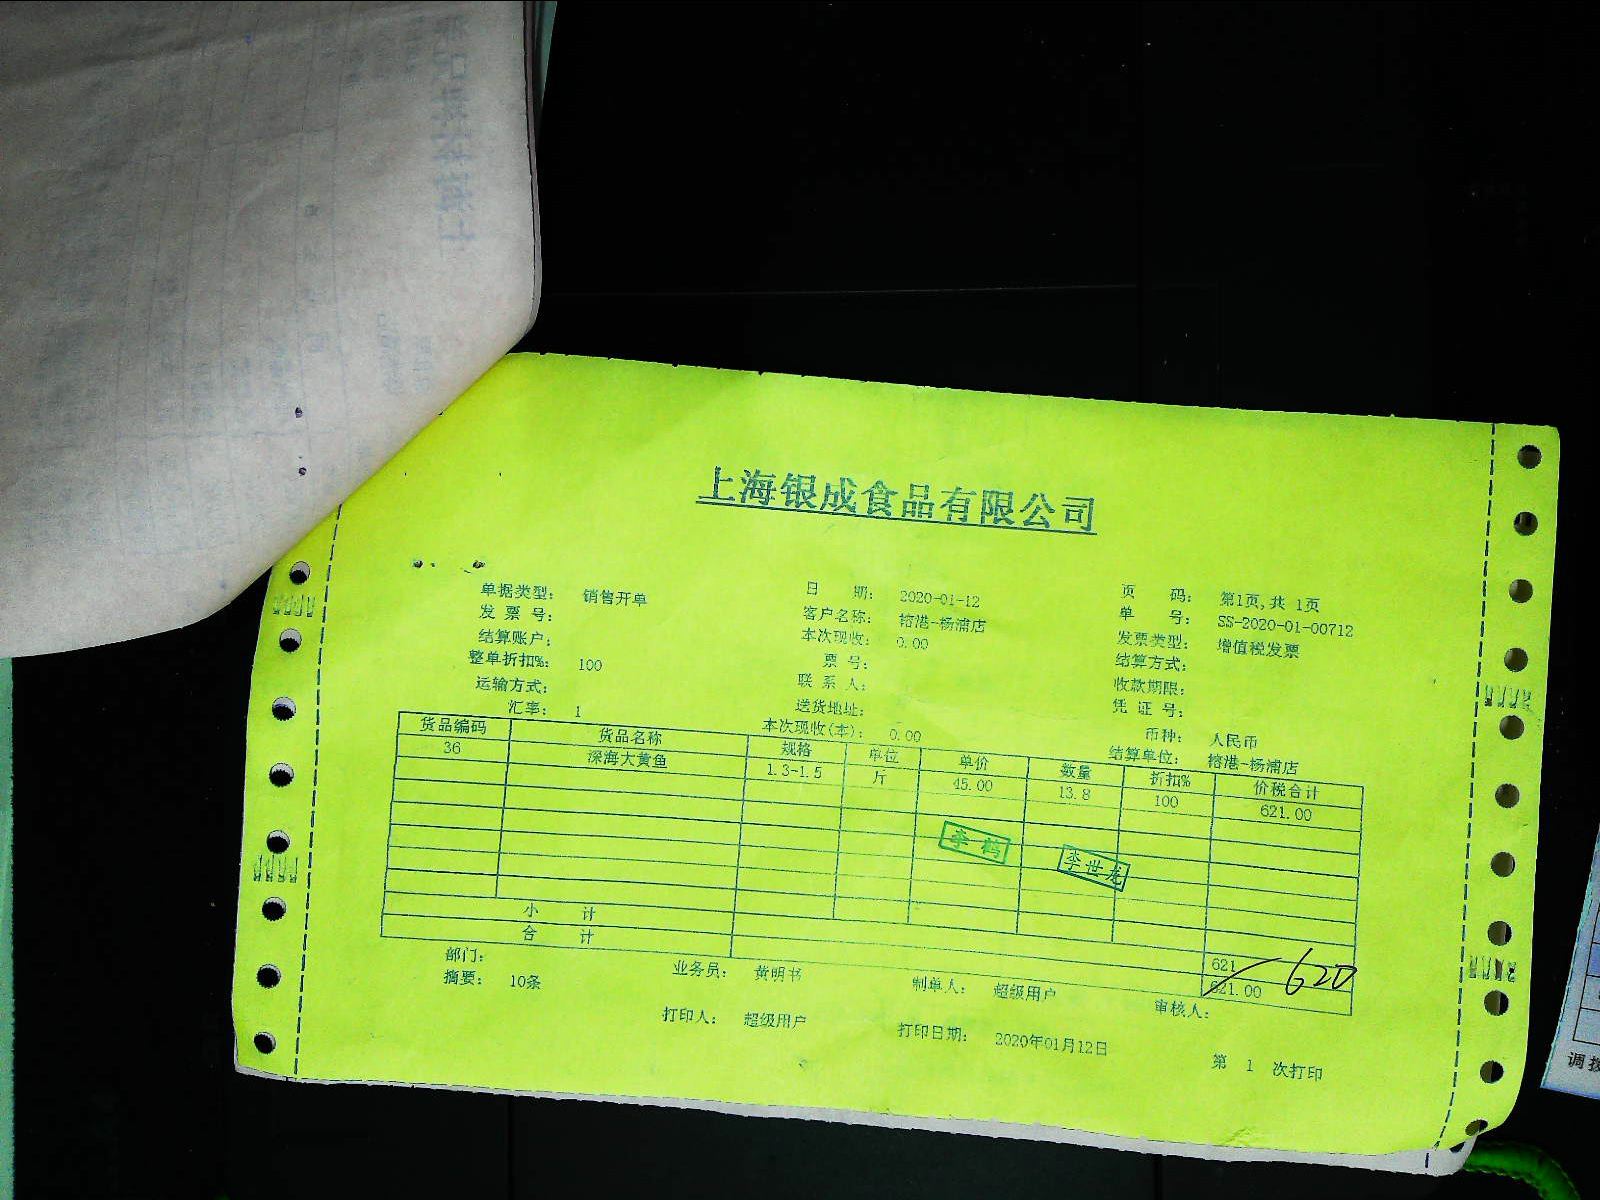 上海银成食品有限公司
单据类型: 销售开单 日 期: 2020-01-12 页 码: 第1页,共 1页
发 票 号: 客户名称: 榕港-杨浦店 单 号: SS-2020-01-00712
结算账户: 本次现收: 0.00 发票类型: 增值税发票
整单折扣%: 100 票 号: 结算方式:
运输方式: 联 系 人: 收款期限:
汇率: 1 送货地址: 凭 证 号:
本次现收(本): 0.00 币种: 人民币
结算单位: 榕港-杨浦店
货品编码 货品名称 规格 单位 单价 数量 折扣% 价税合计
36 深海大黄鱼 1.3-1.5 斤 45.00 13.8 100 621.00
李鹤 李世龙
小 计 621
合 计 621.00 620
部门: 业务员: 黄明书 制单人: 超级用户 审核人:
摘要: 10条
打印人: 超级用户 打印日期: 2020年01月12日 第 1 次打印
调拨